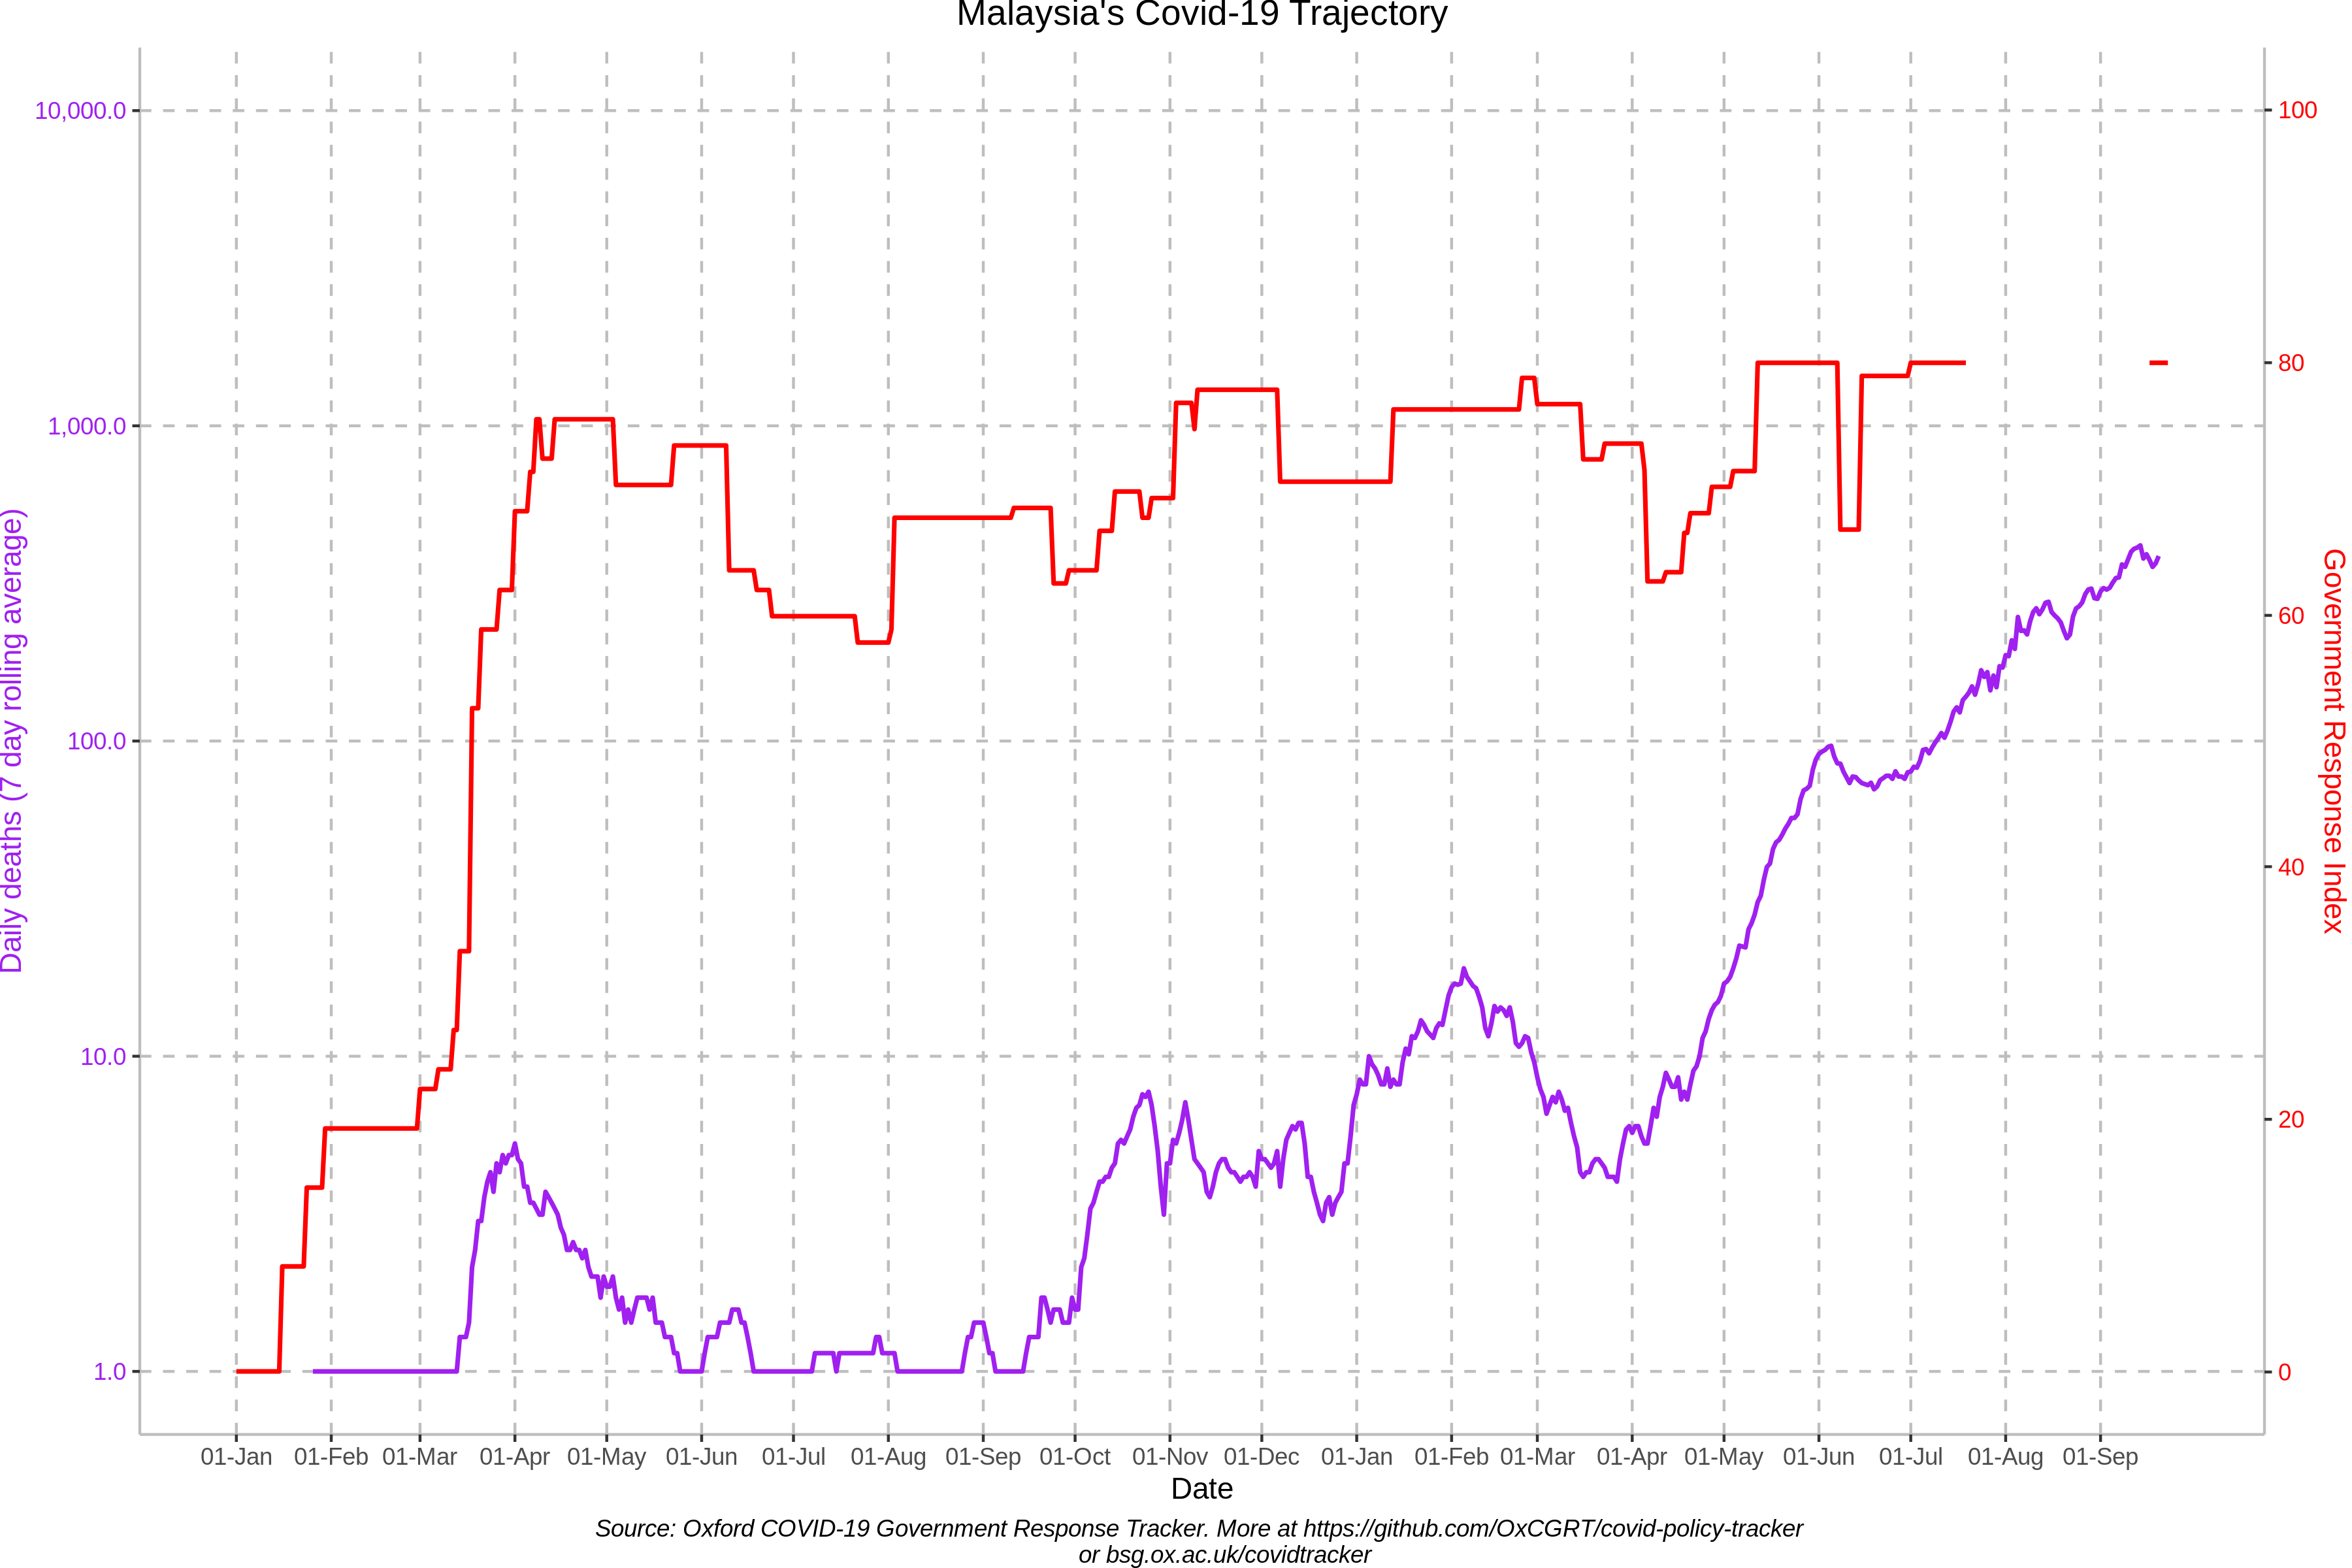 Malaysia's Covid-19 Trajectory
10,000.0
1,000.0
100.0
10.0
1.0
Daily deaths (7 day rolling average)
100
80
60
40
20
0
Government Response Index
01-Jan 01-Feb 01-Mar 01-Apr 01-May 01-Jun 01-Jul 01-Aug 01-Sep 01-Oct 01-Nov 01-Dec 01-Jan 01-Feb 01-Mar 01-Apr 01-May 01-Jun 01-Jul 01-Aug 01-Sep
Date
Source: Oxford COVID-19 Government Response Tracker. More at https://github.com/OxCGRT/covid-policy-tracker
or bsg.ox.ac.uk/covidtracker